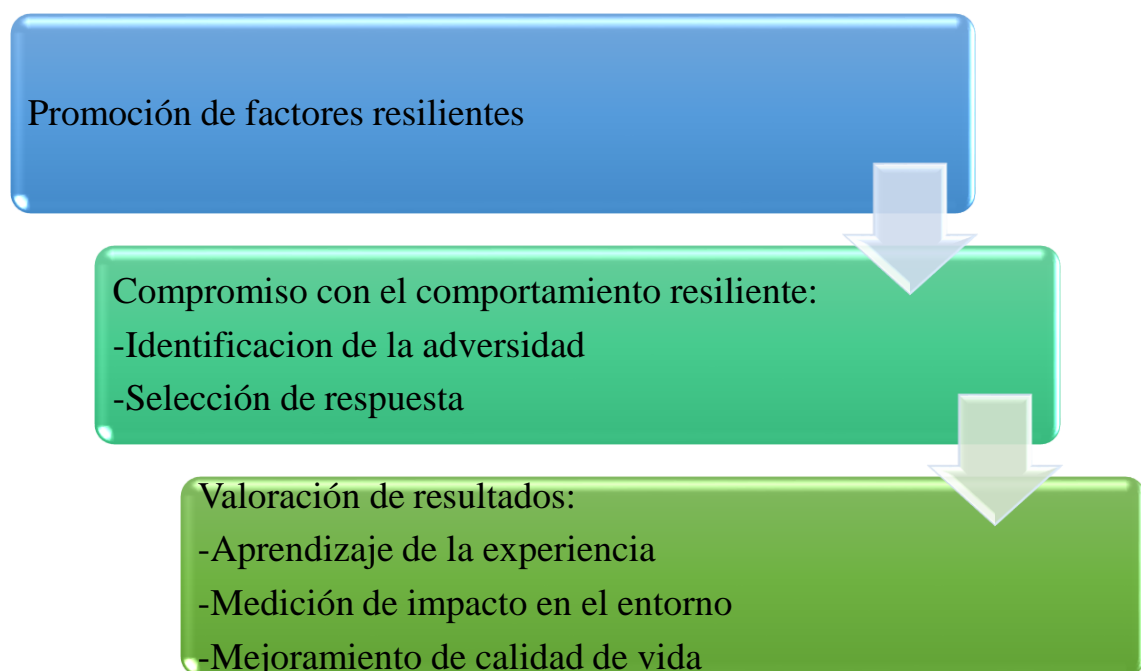 Promoción de factores resilientes
Compromiso con el comportamiento resiliente:
-Identificacion de la adversidad
-Selección de respuesta
Valoración de resultados:
-Aprendizaje de la experiencia
-Medición de impacto en el entorno
-Mejoramiento de calidad de vida